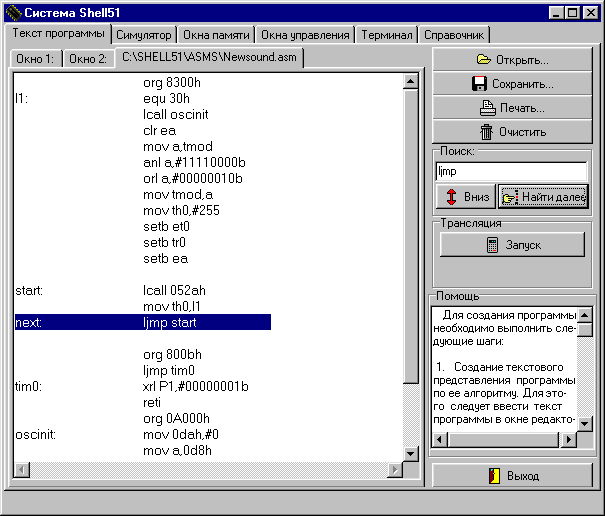 Система Shell51
Текст программы Симулятор Окна памяти Окна управления Терминал Справочник
Окно 1: Окно 2: C:\SHELL51\ASMS\Newsound.asm
org 8300h
l1: equ 30h
lcall oscinit
clr ea
mov a,tmod
anl a,#11110000b
orl a,#00000010b
mov tmod,a
mov th0,#255
setb et0
setb tr0
setb ea
start: lcall 052ah
mov th0,l1
next: ljmp start
org 800bh
ljmp tim0
tim0: xrl P1,#00000001b
reti
org 0A000h
oscinit: mov 0dah,#0
mov a,0d8h
Открыть...
Сохранить...
Печать...
Очистить
Поиск:
ljmp
Вниз Найти далее
Трансляция
Запуск
Помощь
Для создания программы
необходимо выполнить сле-
дующие шаги:
1. Создание текстового
представления программы
по ее алгоритму. Для это-
го следует ввести текст
программы в окне редакто-
Выход